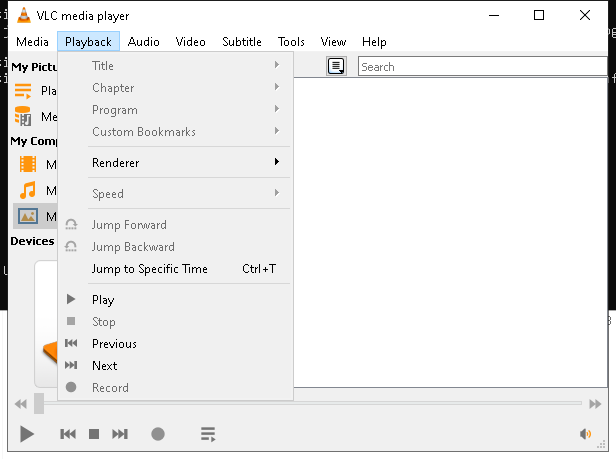 VLC media player
Media Playback Audio Video Subtitle Tools View Help
My Pictu
Pla
Me
My Comp
M
M
M
Devices
Search
Title
Chapter
Program
Custom Bookmarks
Renderer
Speed
Jump Forward
Jump Backward
Jump to Specific Time Ctrl+T
Play
Stop
Previous
Next
Record